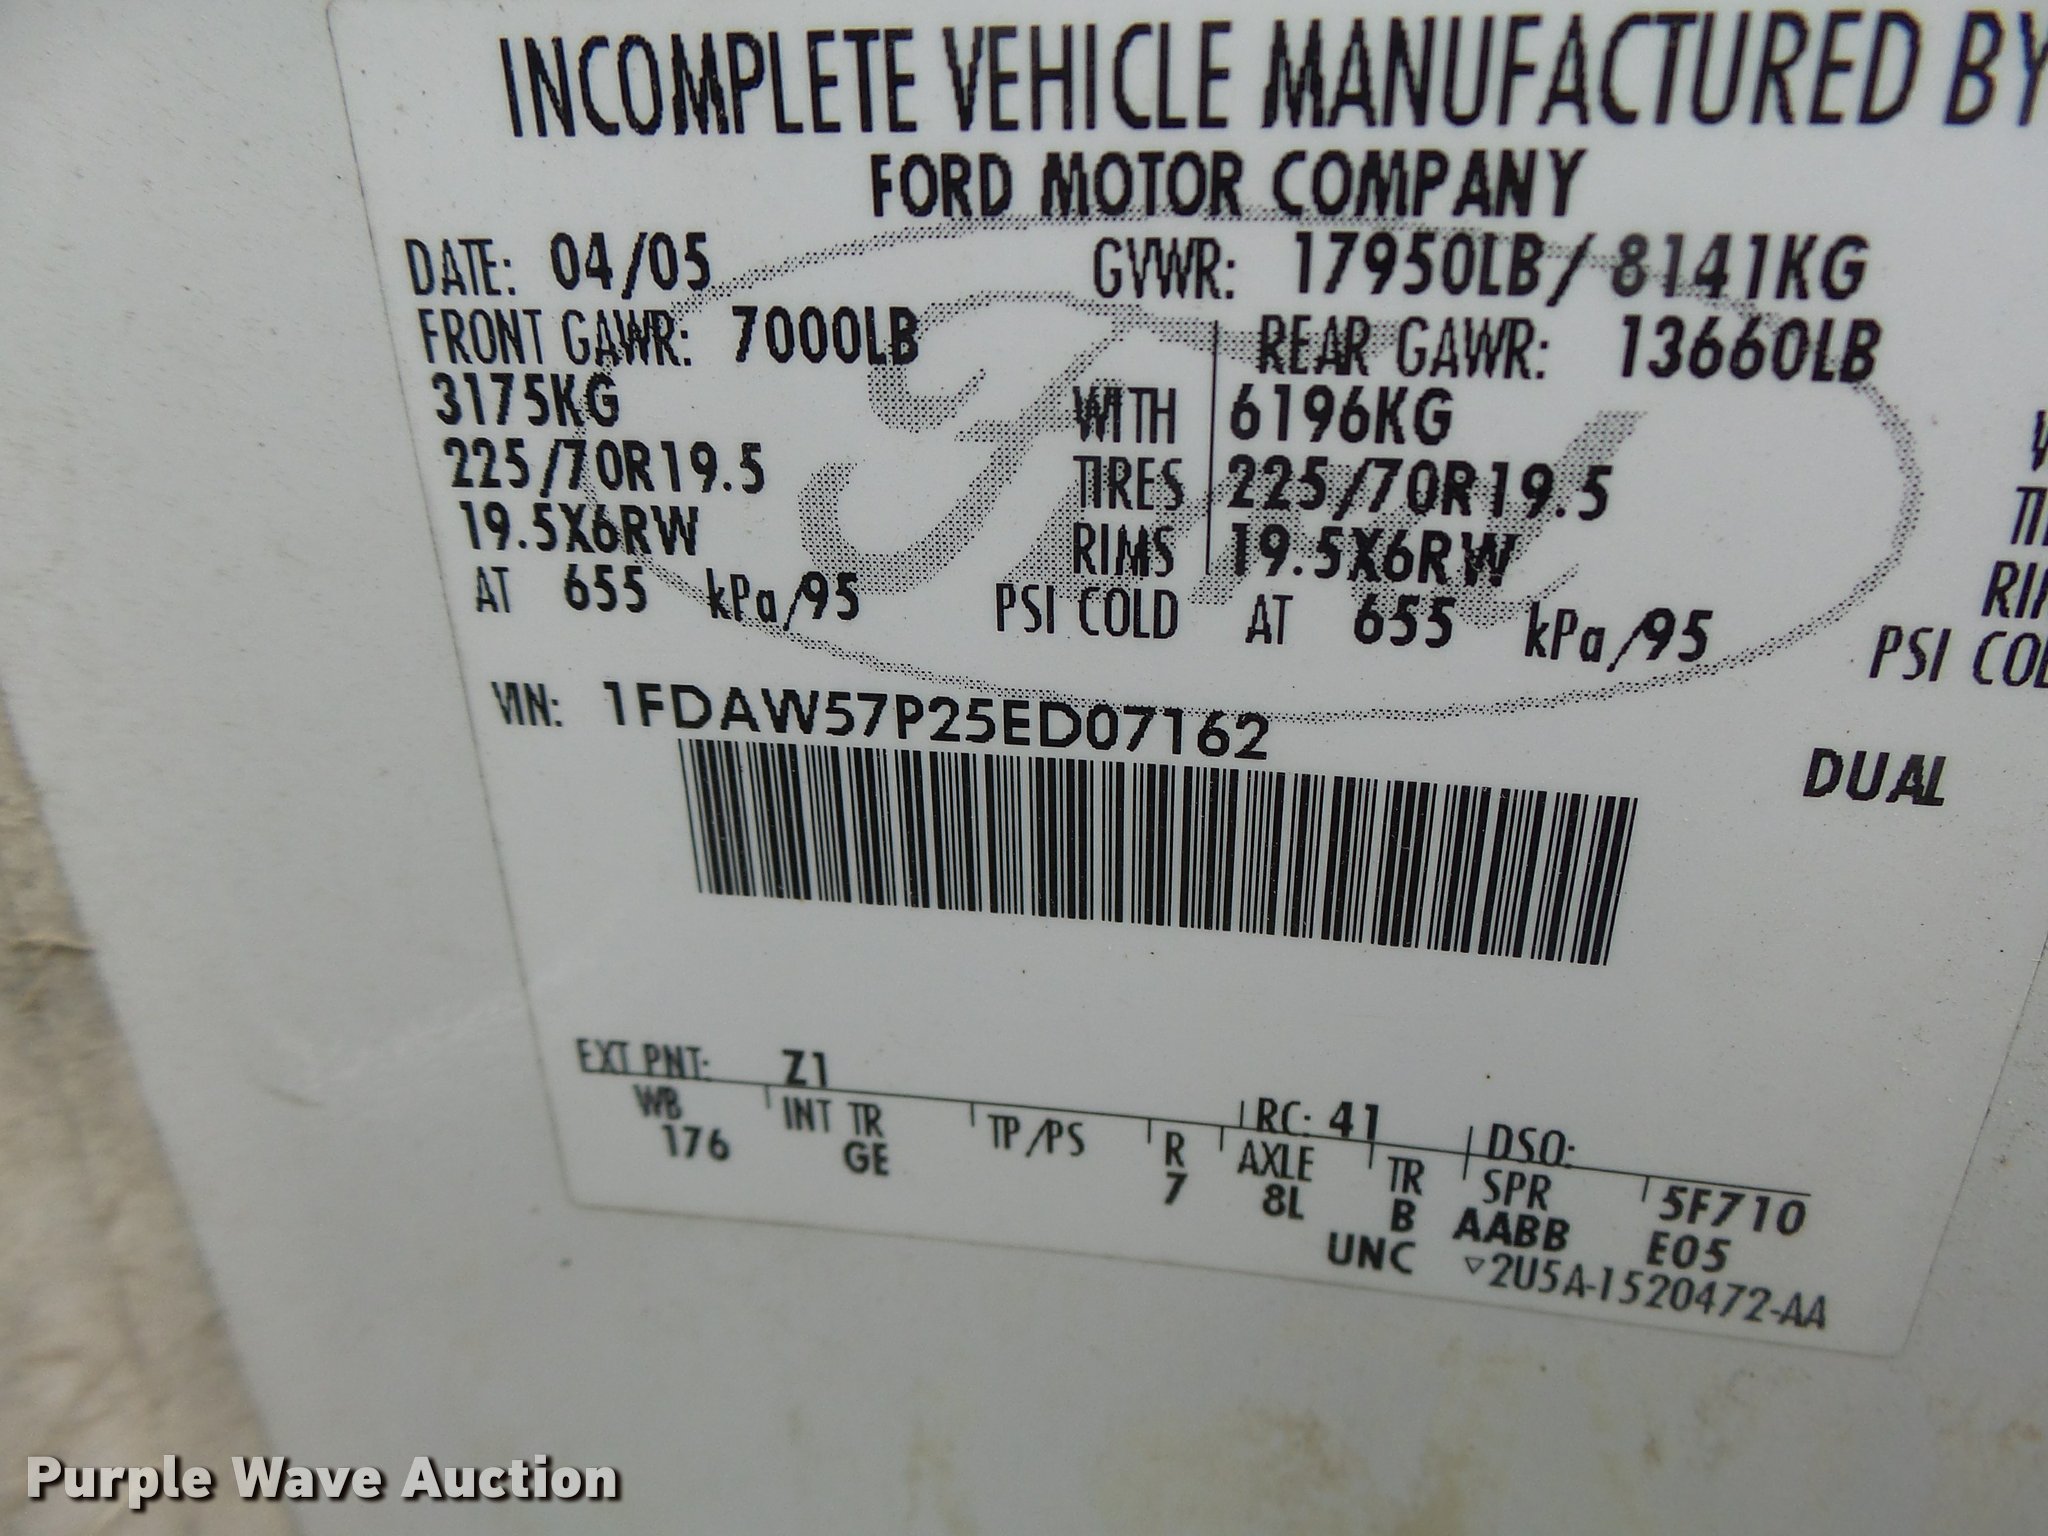 INCOMPLETE VEHICLE MANUFACTURED BY
FORD MOTOR COMPANY
DATE: 04/05 GVWR: 17950LB/ 8141KG
FRONT GAWR: 7000LB REAR GAWR: 13660LB
3175KG WITH 6196KG
225/70R19.5 TIRES 225/70R19.5
19.5X6RW RIMS 19.5X6RW
AT 655 kPa/95 PSI COLD AT 655 kPa/95 PSI
VIN: 1FDAW57P25ED07162
DUAL
EXT PNT: Z1 RC: 41 DSO:
WB INT TR TP/PS R AXLE TR SPR 5F710
176 GE 7 8L B AABB E05
UNC ▽2U5A-1520472-AA
Ford
Purple Wave Auction